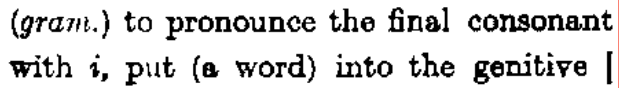 (gram.) to pronounce the final consonant
with i, put (a word) into the genitive [